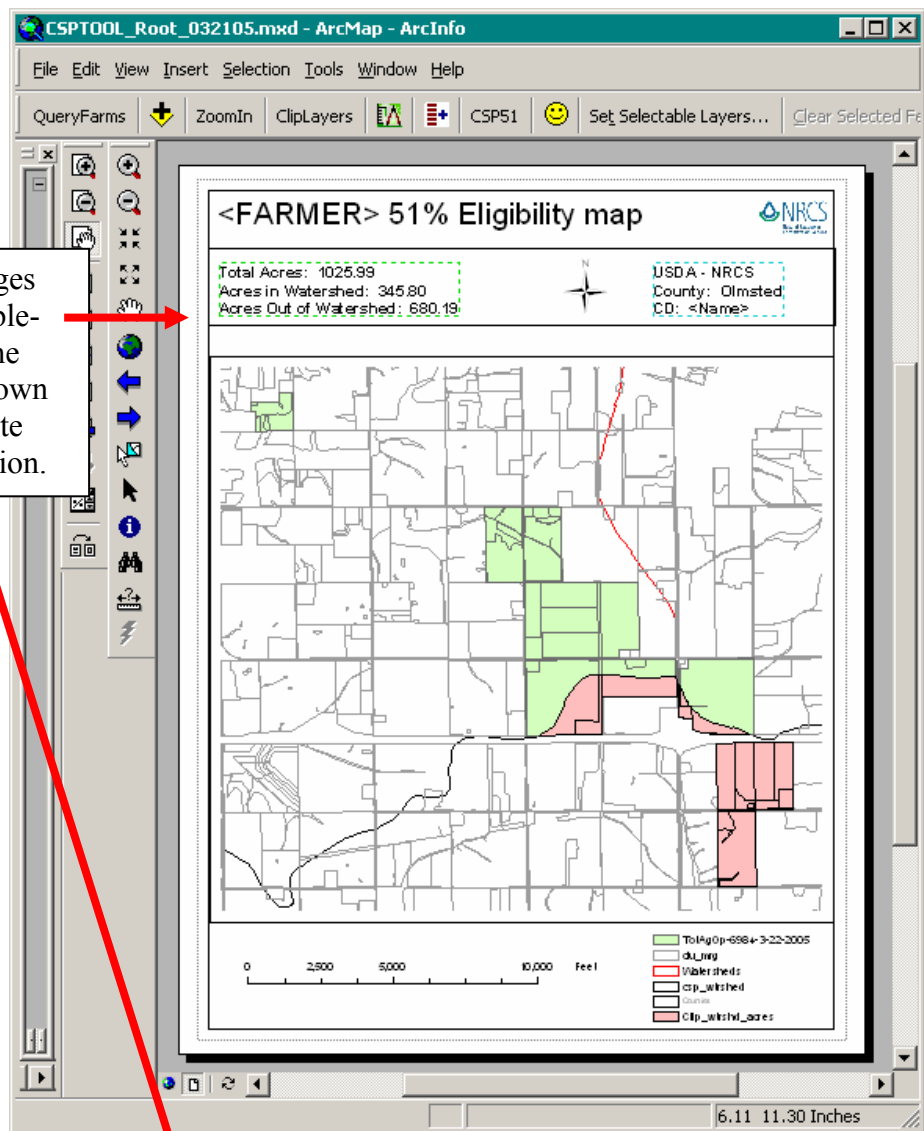 CSPTOOL_Root_032105.mxd - ArcMap - ArcInfo
File Edit View Insert Selection Tools Window Help
QueryFarms ZoomIn ClipLayers CSP51 Set Selectable Layers... Clear Selected Fe
<FARMER> 51% Eligibility map
NRCS
ges
ple-
he
own
te
ion.
Total Acres: 1025.99
Acres in Watershed: 345.80
Acres Out of Watershed: 680.19
N
USDA - NRCS
County: Olmsted
CD: <Name>
0 2,500 5,000 10,000 Feet
TotAgOp-6984-3-22-2005
clu_mrg
Watersheds
csp_wtrshed
Counties
Clip_wtrshd_acres
6.11 11.30 Inches